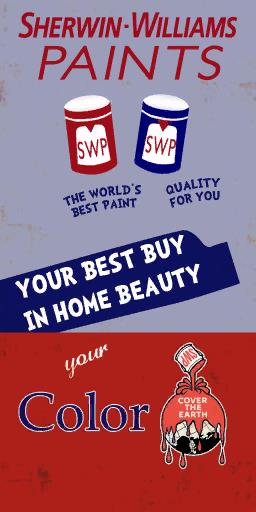 SHERWIN-WILLIAMS
PAINTS
SWP
SWP
THE WORLD'S
BEST PAINT
QUALITY
FOR YOU
YOUR BEST BUY
IN HOME BEAUTY
your
Color
SWP
COVER
THE
EARTH